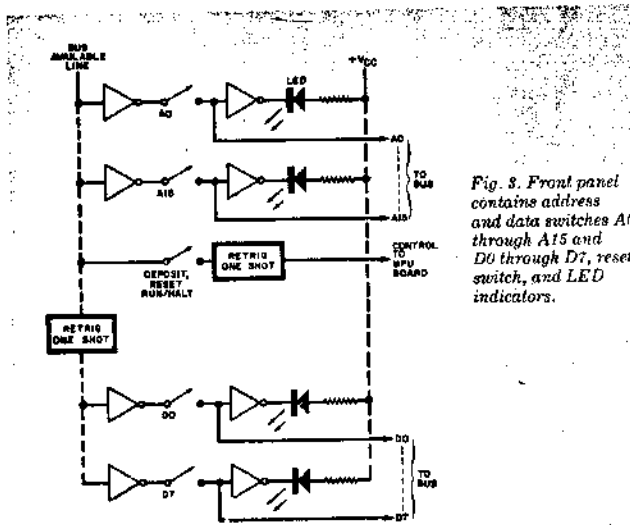 BUS
AVAILABLE
LINE
+VCC
LED
A0
A0
A15
TO
BUS
A15
DEPOSIT,
RESET
RUN/HALT
RETRIG
ONE SHOT
CONTROL
TO
MPU
BOARD
RETRIG
ONE SHOT
D0
D0
D7
TO
BUS
D7
Fig. 3. Front panel
contains address
and data switches A0
through A15 and
D0 through D7, reset
switch, and LED
indicators.